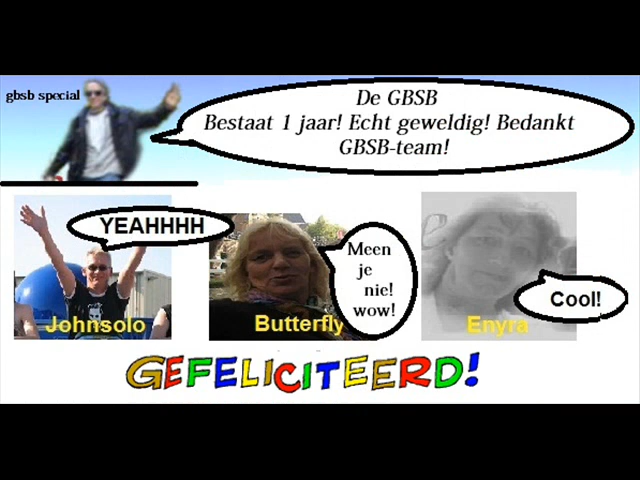 gbsb special
De GBSB
Bestaat 1 jaar! Echt geweldig! Bedankt
GBSB-team!
YEAHHHH
Johnsolo
Meen
je
nie!
wow!
Butterfly
Cool!
Enyra
GEFELICITEERD!